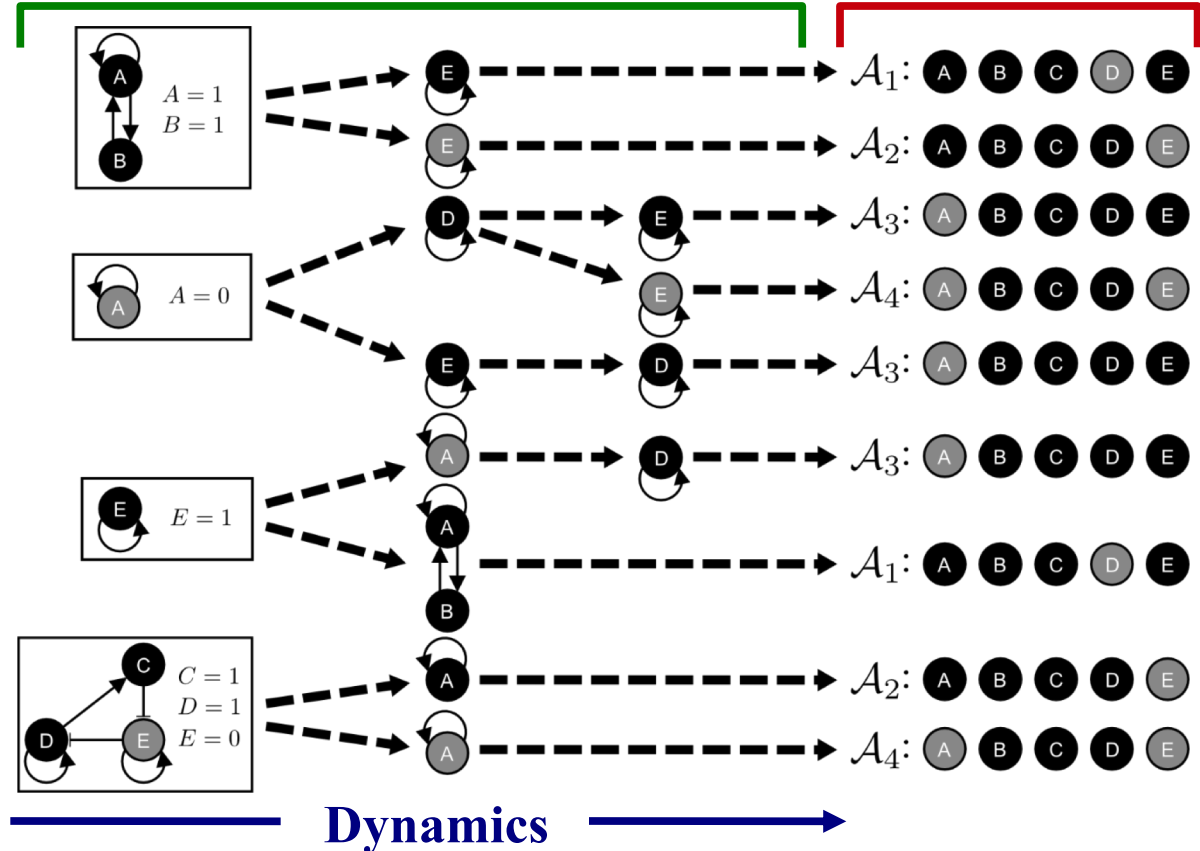 A E 𝒜₁: A B C D E
A = 1
B = 1
B E 𝒜₂: A B C D E
D E 𝒜₃: A B C D E
A A = 0 E 𝒜₄: A B C D E
E D 𝒜₃: A B C D E
A D 𝒜₃: A B C D E
E E = 1 A
𝒜₁: A B C D E
B
C C = 1 A 𝒜₂: A B C D E
D = 1
D E E = 0 A 𝒜₄: A B C D E
Dynamics